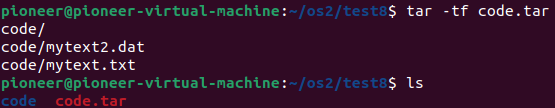 pioneer@pioneer-virtual-machine:~/os2/test8$ tar -tf code.tar
code/
code/mytext2.dat
code/mytext.txt
pioneer@pioneer-virtual-machine:~/os2/test8$ ls
code  code.tar